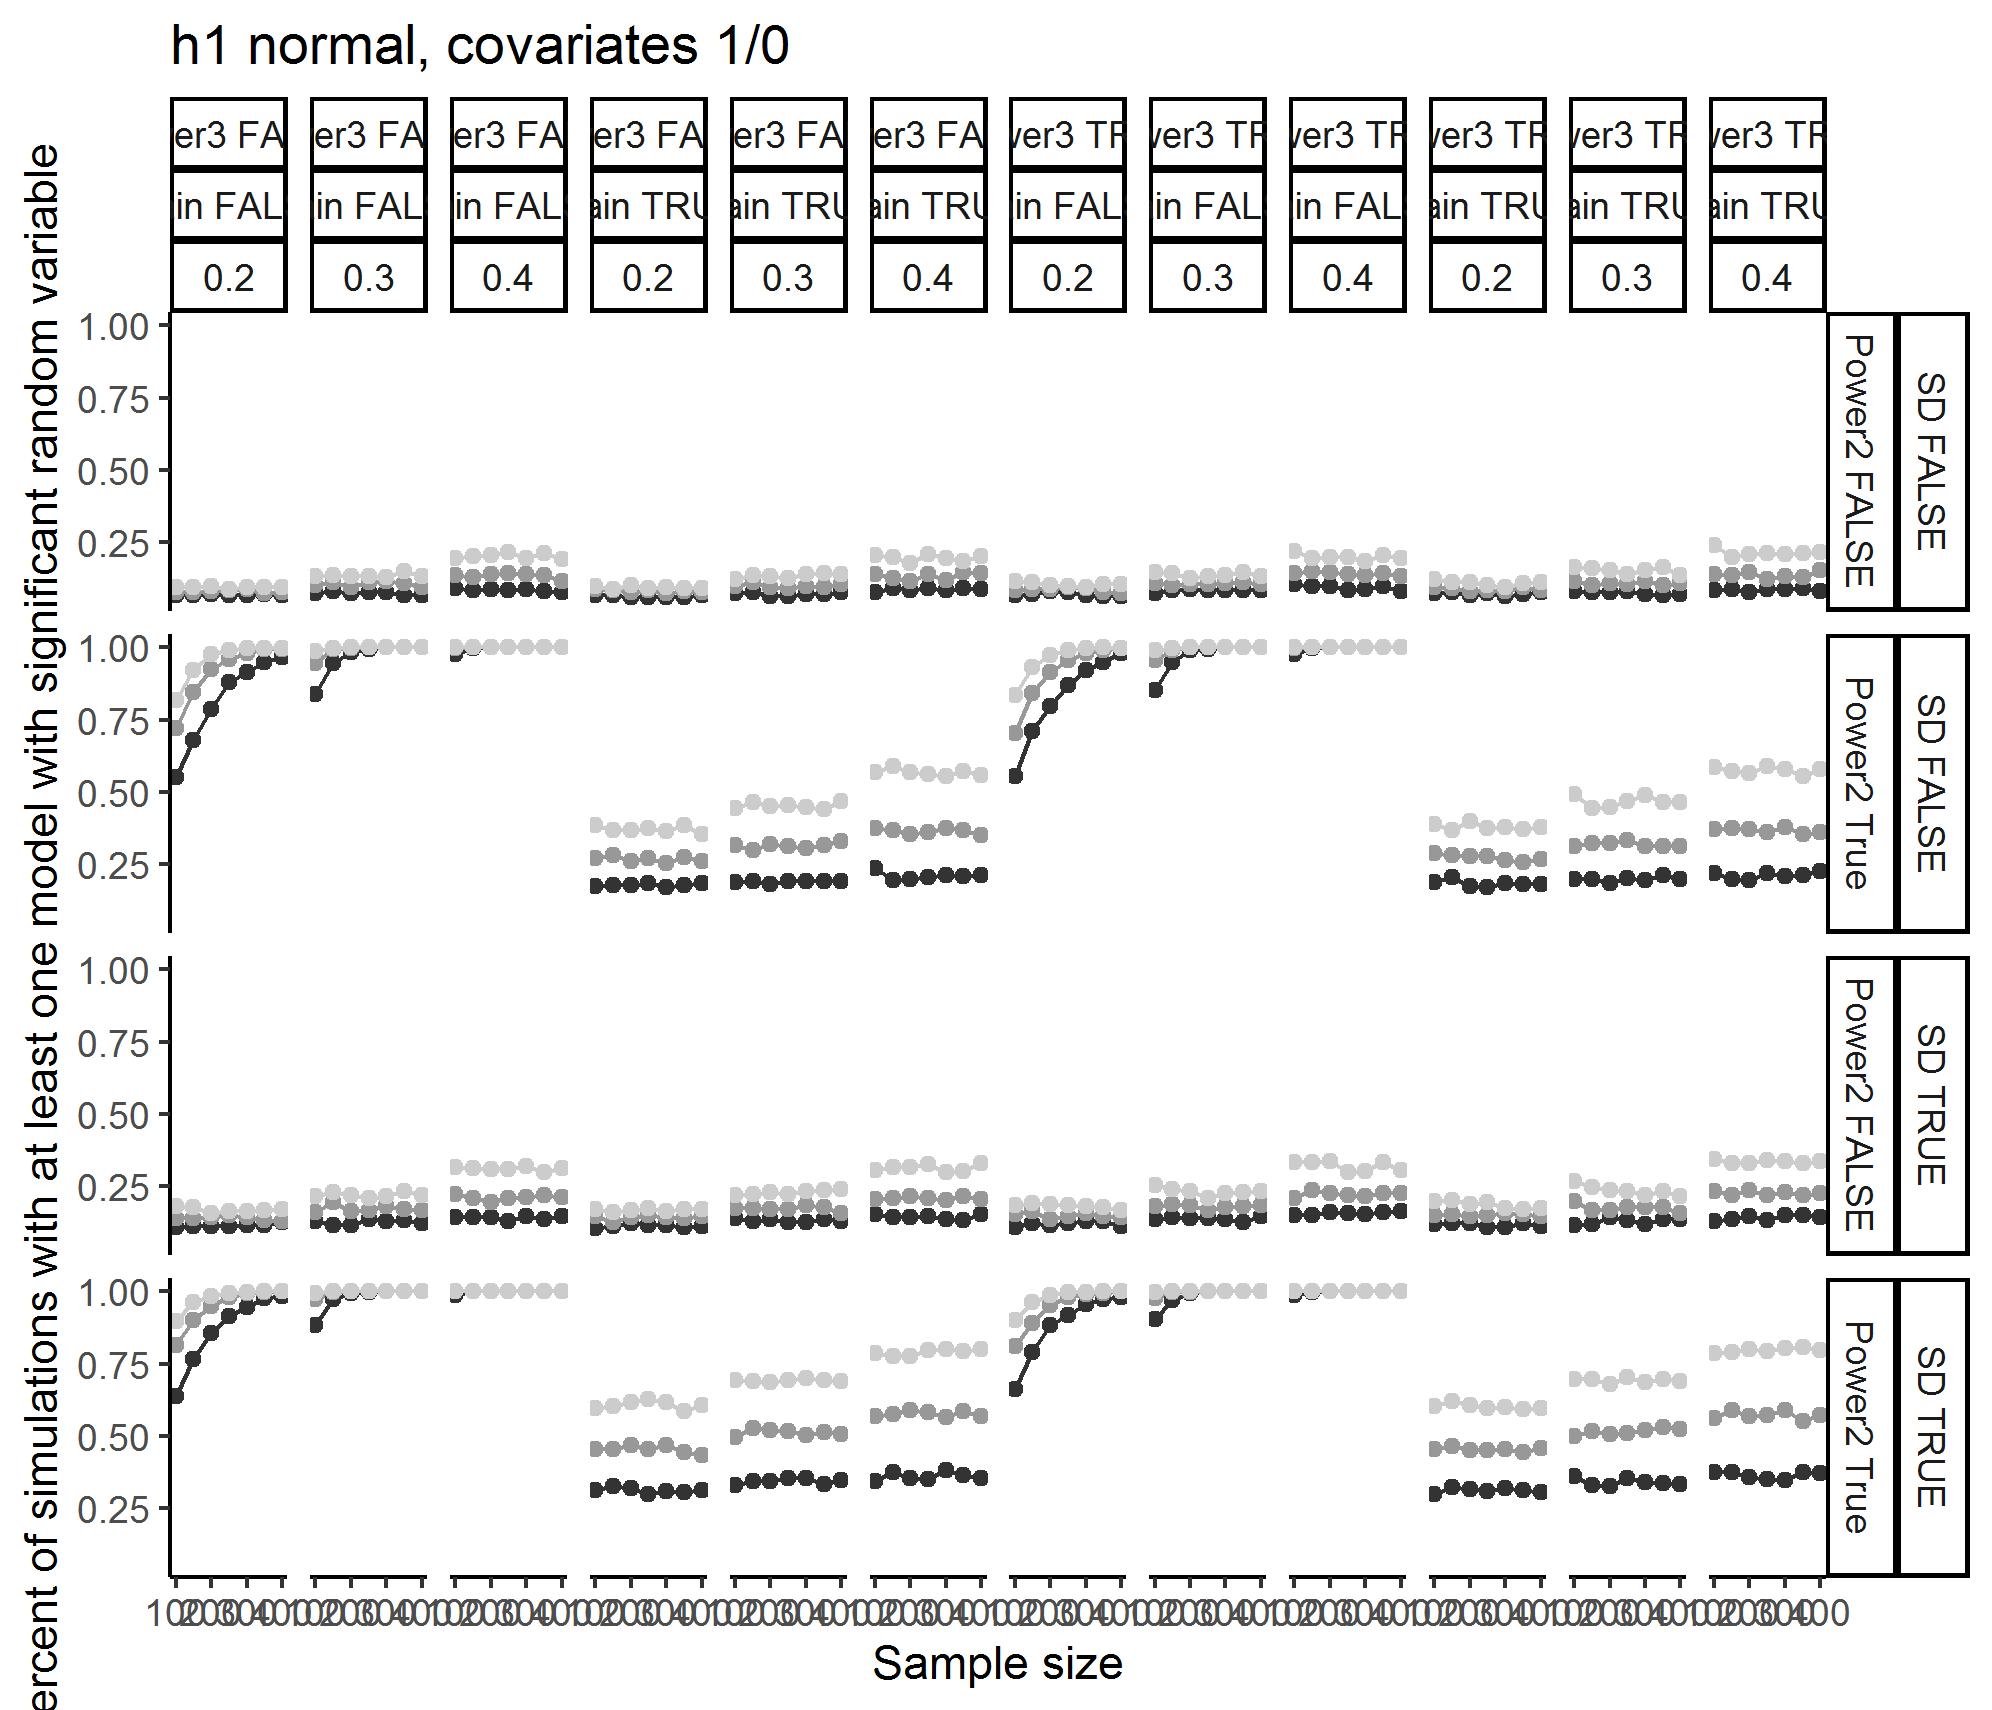 h1 normal, covariates 1/0
er3 FA er3 FA er3 FA er3 FA er3 FA er3 FA ver3 TR ver3 TR ver3 TR ver3 TR ver3 TR ver3 TR
in FAL in FAL in FAL ain TRU ain TRU ain TRU in FAL in FAL in FAL ain TRU ain TRU ain TRU
0.2 0.3 0.4 0.2 0.3 0.4 0.2 0.3 0.4 0.2 0.3 0.4
ercent of simulations with at least one model with significant random variable
1.00
0.75
0.50
0.25
Power2 FALSE
SD FALSE
1.00
0.75
0.50
0.25
Power2 True
SD FALSE
1.00
0.75
0.50
0.25
Power2 FALSE
SD TRUE
1.00
0.75
0.50
0.25
Power2 True
SD TRUE
Sample size